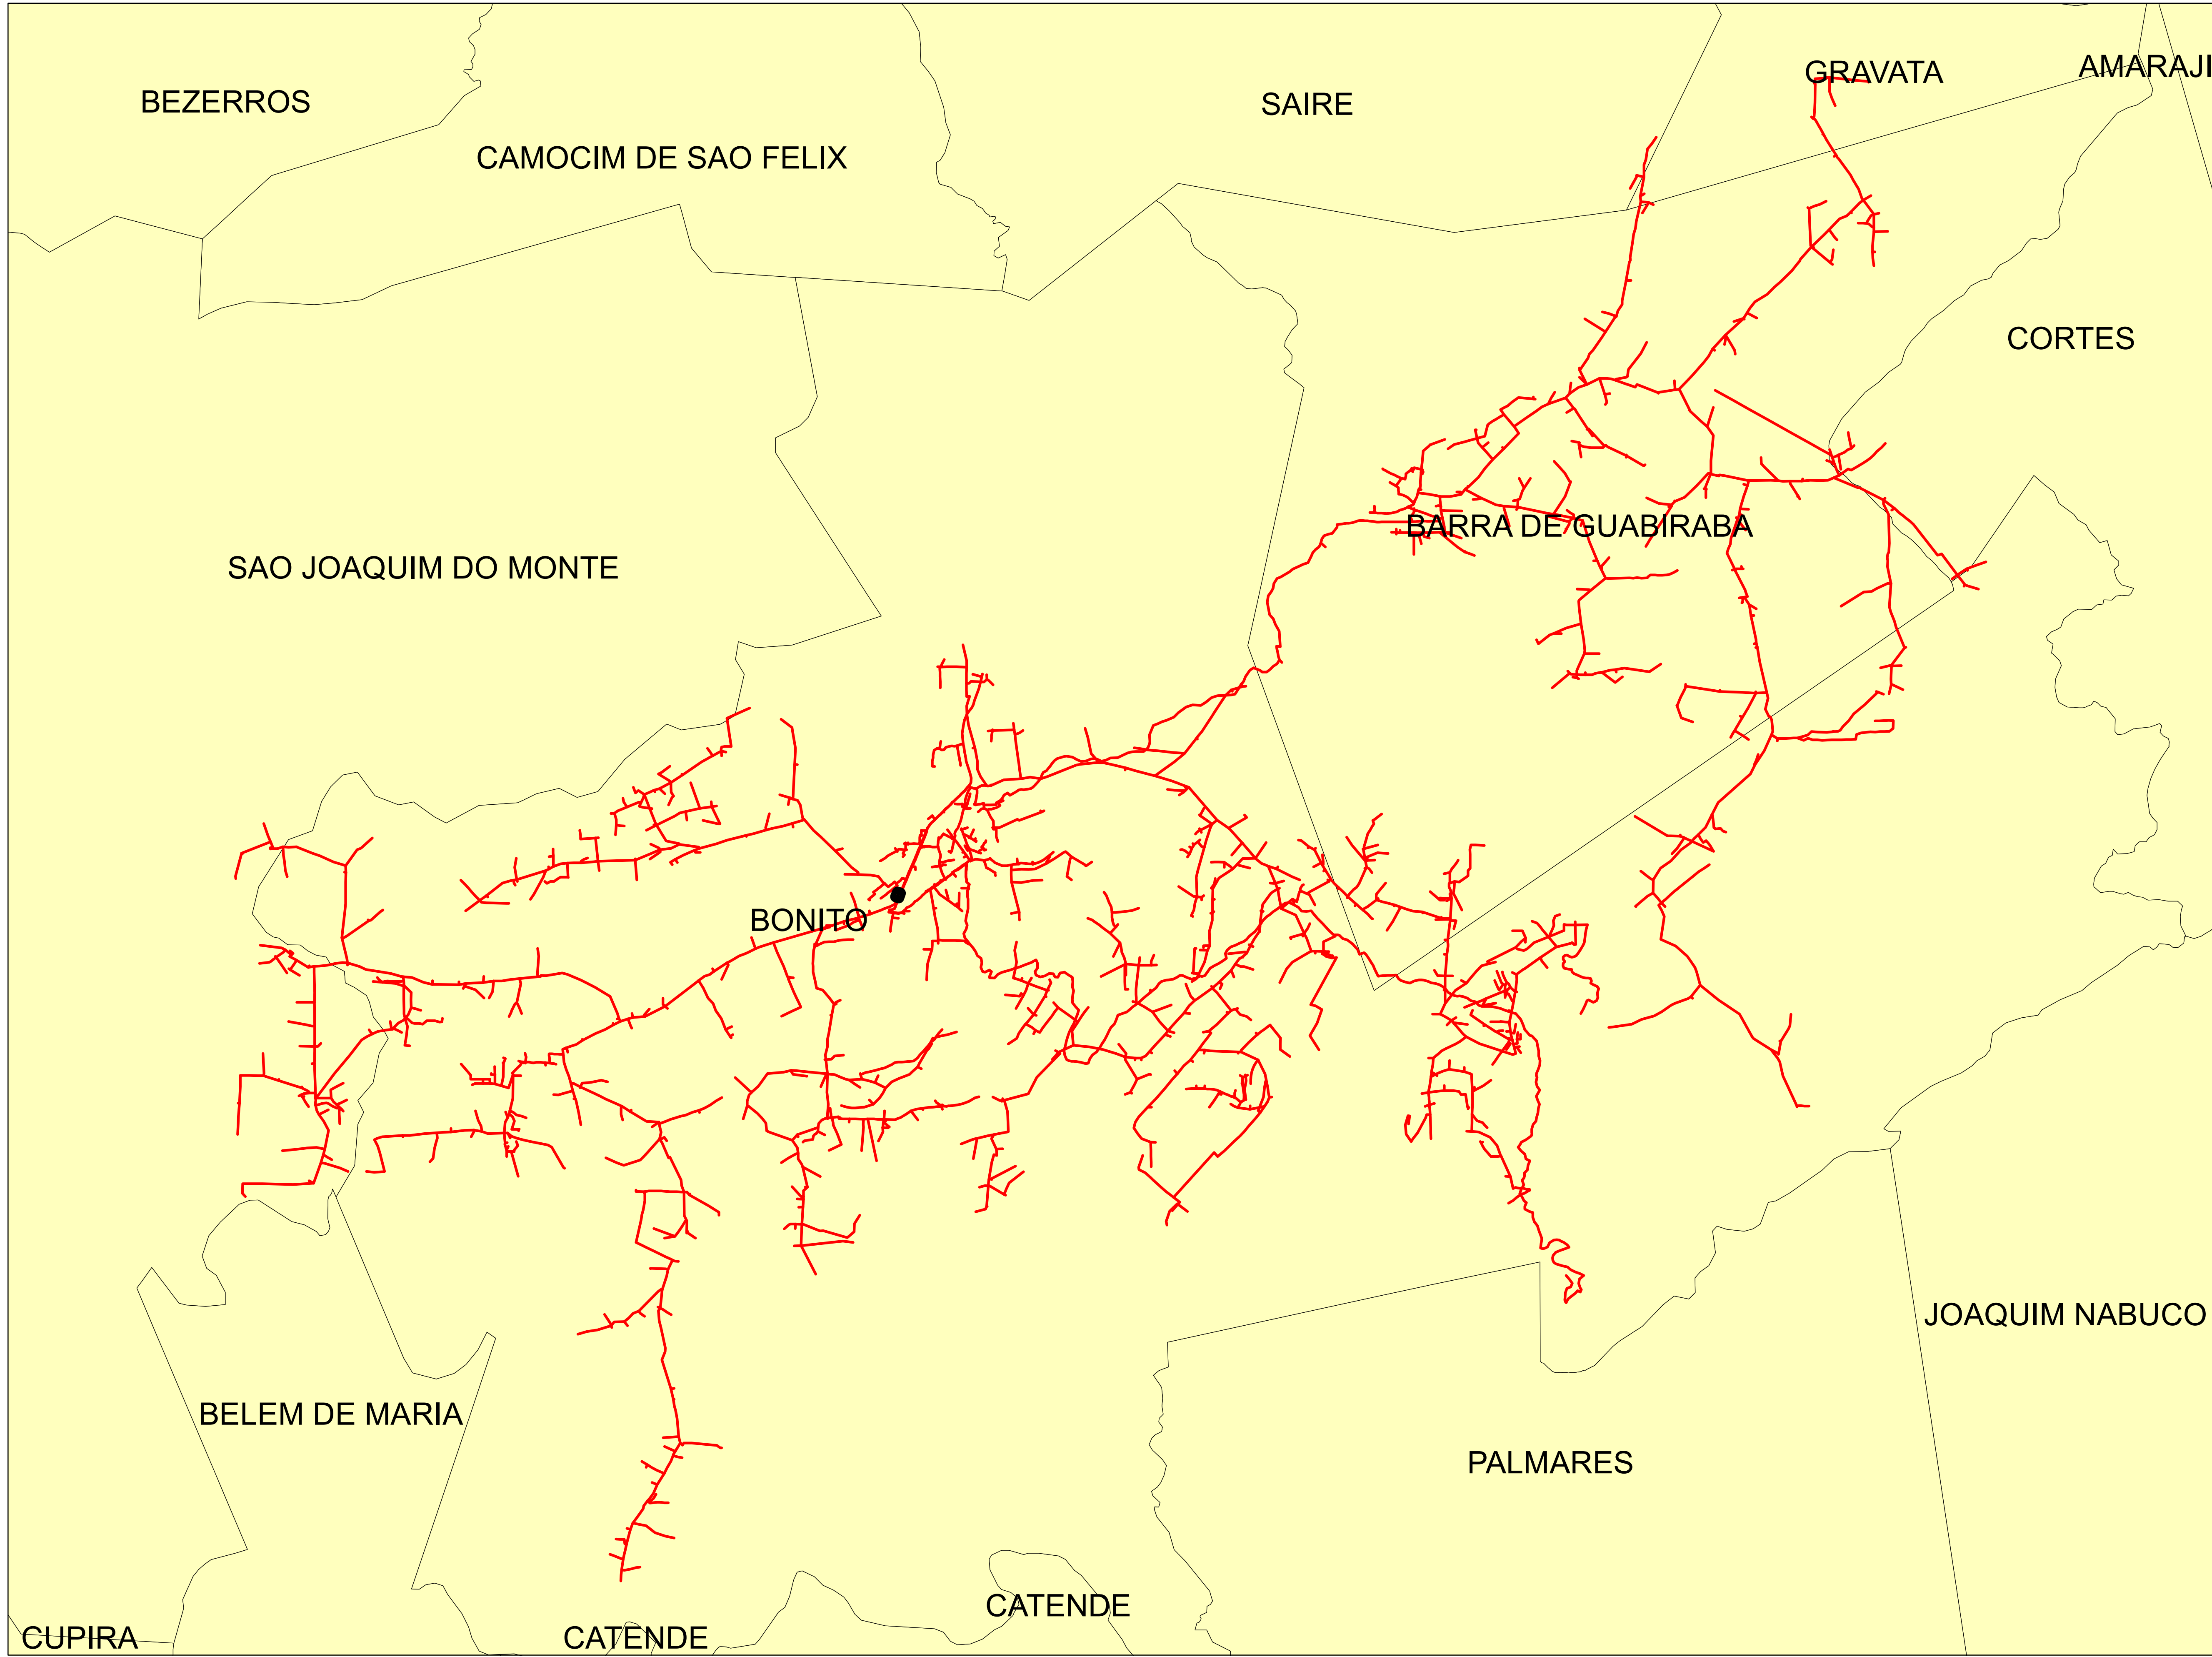 GRAVATA
AMARAJI
BEZERROS
SAIRE
CAMOCIM DE SAO FELIX
CORTES
BARRA DE GUABIRABA
SAO JOAQUIM DO MONTE
BONITO
JOAQUIM NABUCO
BELEM DE MARIA
PALMARES
CATENDE
CUPIRA
CATENDE